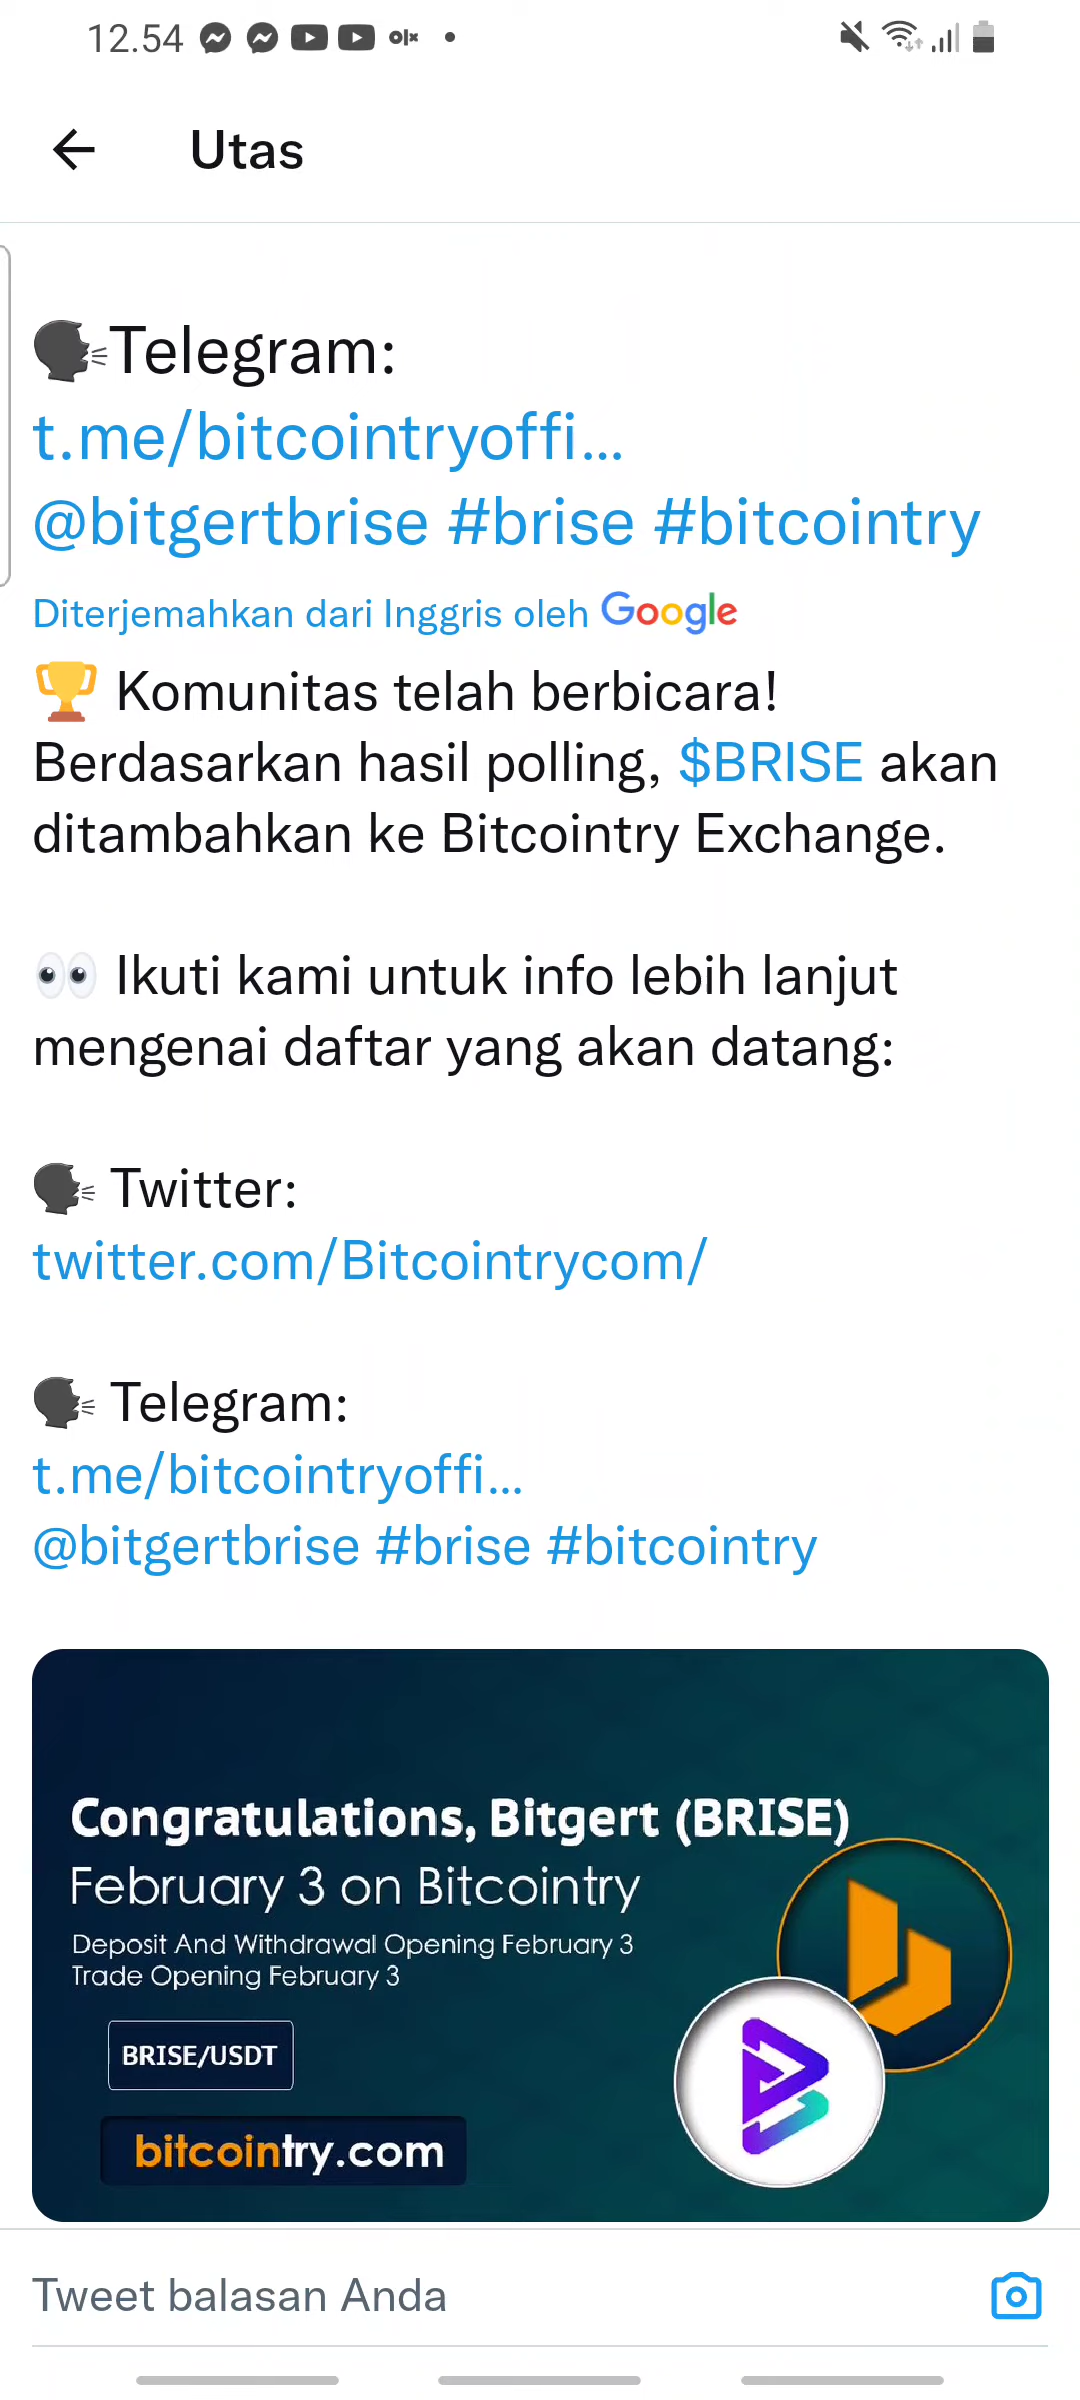 12.54
Utas
Telegram:
t.me/bitcointryoffi...
@bitgertbrise #brise #bitcointry
Diterjemahkan dari Inggris oleh Google
🏆 Komunitas telah berbicara!
Berdasarkan hasil polling, $BRISE akan
ditambahkan ke Bitcointry Exchange.
👀 Ikuti kami untuk info lebih lanjut
mengenai daftar yang akan datang:
🗣 Twitter:
twitter.com/Bitcointrycom/
🗣 Telegram:
t.me/bitcointryoffi...
@bitgertbrise #brise #bitcointry
Congratulations, Bitgert (BRISE)
February 3 on Bitcointry
Deposit And Withdrawal Opening February 3
Trade Opening February 3
BRISE/USDT
bitcointry.com
Tweet balasan Anda